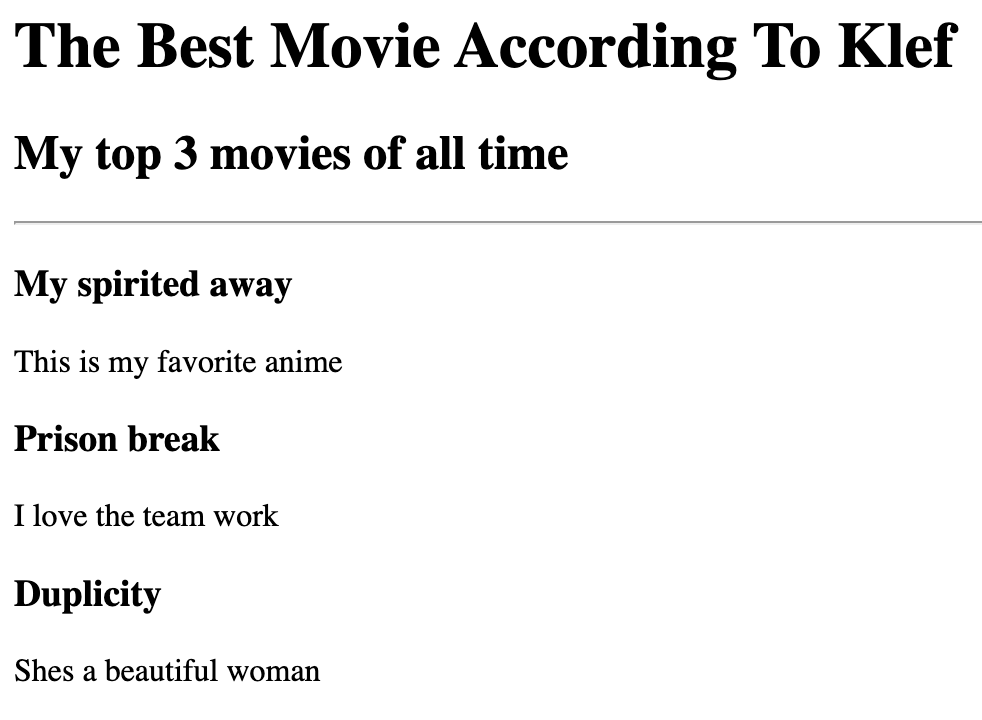 The Best Movie According To Klef
My top 3 movies of all time
My spirited away
This is my favorite anime
Prison break
I love the team work
Duplicity
Shes a beautiful woman